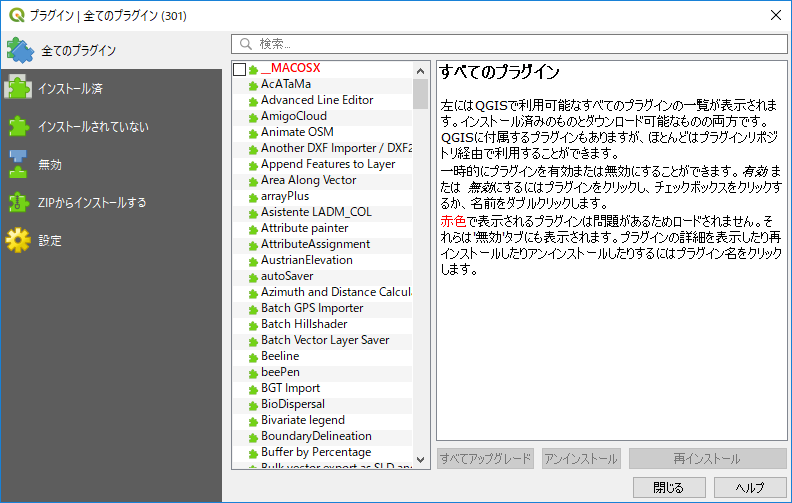 プラグイン | 全てのプラグイン (301)
全てのプラグイン
インストール済
インストールされていない
無効
ZIPからインストールする
設定
検索...
__MACOSX
AcATaMa
Advanced Line Editor
AmigoCloud
Animate OSM
Another DXF Importer / DXF2
Append Features to Layer
Area Along Vector
arrayPlus
Asistente LADM_COL
Attribute painter
AttributeAssignment
AustrianElevation
autoSaver
Azimuth and Distance Calcula
Batch GPS Importer
Batch Hillshader
Batch Vector Layer Saver
Beeline
beePen
BGT Import
BioDispersal
Bivariate legend
BoundaryDelineation
Buffer by Percentage
Bulk vector export as SLD an
すべてのプラグイン
左にはQGISで利用可能なすべてのプラグインの一覧が表示されま
す。インストール済みのものとダウンロード可能なものの両方です。
QGISに付属するプラグインもありますが、ほとんどはプラグインリポジ
トリ経由で利用することができます。
一時的にプラグインを有効または無効にすることができます。有効 ま
たは 無効にするにはプラグインをクリックし、チェックボックスをクリックす
るか、名前をダブルクリックします。
赤色で表示されるプラグインは問題があるためロードされません。そ
れらは'無効'タブにも表示されます。プラグインの詳細を表示したり再
インストールしたりアンインストールしたりするにはプラグイン名をクリック
します。
すべてアップグレード
アンインストール
再インストール
閉じる
ヘルプ